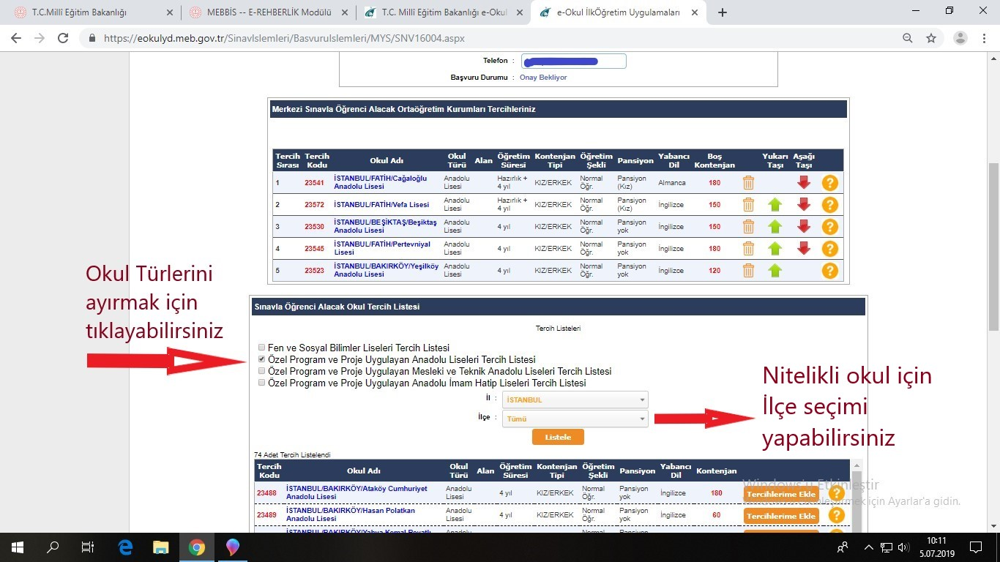 T.C.Millî Eğitim Bakanlığı
MEBBİS -- E-REHBERLİK Modülü
T.C. Millî Eğitim Bakanlığı e-Okul
e-Okul İlkÖğretim Uygulamaları
https://eokulyd.meb.gov.tr/SinavIslemleri/BasvuruIslemleri/MYS/SNV16004.aspx
Telefon :
Başvuru Durumu : Onay Bekliyor
Merkezi Sınavla Öğrenci Alacak Ortaöğretim Kurumları Tercihleriniz
Tercih Sırası Tercih Kodu Okul Adı Okul Türü Alan Öğretim Süresi Kontenjan Tipi Öğretim Şekli Pansiyon Yabancı Dil Boş Kontenjan Yukarı Taşı Aşağı Taşı
1 23541 İSTANBUL/FATİH/Cağaloğlu Anadolu Lisesi Anadolu Lisesi Hazırlık + 4 yıl KIZ/ERKEK Normal Öğr. Pansiyon (Kız) Almanca 180 ?
2 23572 İSTANBUL/FATİH/Vefa Lisesi Anadolu Lisesi Hazırlık + 4 yıl KIZ/ERKEK Normal Öğr. Pansiyon (Kız) İngilizce 150 ?
3 23530 İSTANBUL/BEŞİKTAŞ/Beşiktaş Anadolu Lisesi Anadolu Lisesi 4 yıl KIZ/ERKEK Normal Öğr. Pansiyon yok İngilizce 150 ?
4 23545 İSTANBUL/FATİH/Pertevniyal Lisesi Anadolu Lisesi 4 yıl KIZ/ERKEK Normal Öğr. Pansiyon yok İngilizce 180 ?
5 23523 İSTANBUL/BAKIRKÖY/Yeşilköy Anadolu Lisesi Anadolu Lisesi 4 yıl KIZ/ERKEK Normal Öğr. Pansiyon yok İngilizce 120 ?
Okul Türlerini
ayırmak için
tıklayabilirsiniz
Sınavla Öğrenci Alacak Okul Tercih Listesi
Tercih Listeleri
Fen ve Sosyal Bilimler Liseleri Tercih Listesi
Özel Program ve Proje Uygulayan Anadolu Liseleri Tercih Listesi
Özel Program ve Proje Uygulayan Mesleki ve Teknik Anadolu Liseleri Tercih Listesi
Özel Program ve Proje Uygulayan Anadolu İmam Hatip Liseleri Tercih Listesi
İl : İSTANBUL
İlçe : Tümü
Listele
Nitelikli okul için
İlçe seçimi
yapabilirsiniz
74 Adet Tercih Listelendi
Tercih Kodu Okul Adı Okul Türü Alan Öğretim Süresi Kontenjan Tipi Öğretim Şekli Pansiyon Yabancı Dil Kontenjan
23488 İSTANBUL/BAKIRKÖY/Ataköy Cumhuriyet Anadolu Lisesi Anadolu Lisesi 4 yıl KIZ/ERKEK Normal Öğr. Pansiyon yok İngilizce 180 Tercihlerime Ekle ?
23489 İSTANBUL/BAKIRKÖY/Hasan Polatkan Anadolu Lisesi Anadolu Lisesi 4 yıl KIZ/ERKEK Normal Öğr. Pansiyon yok İngilizce 60 Tercihlerime Ekle ?
Windows'u Etkinleştir
için Ayarlar'a gidin.
10:11
5.07.2019